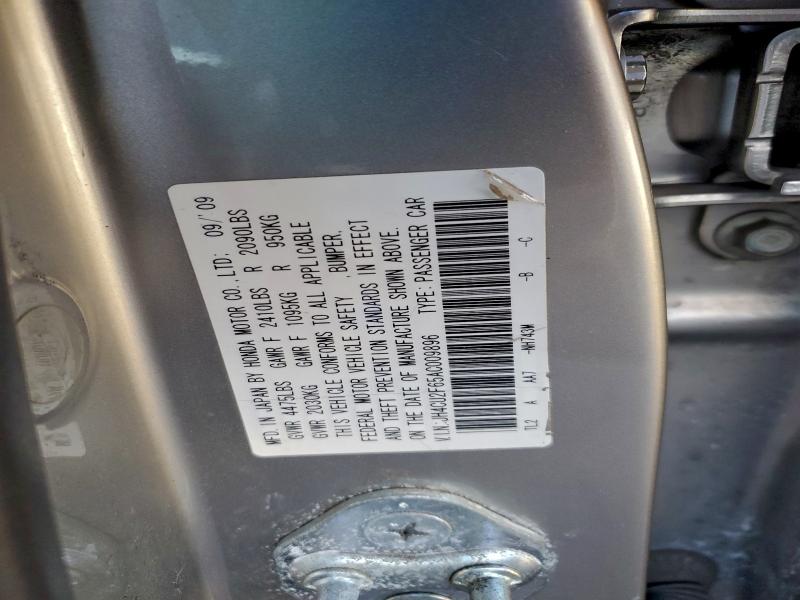 MFD. IN JAPAN BY HONDA MOTOR CO., LTD; 09/'09
GVWR 4475LBS GAWR F 2410LBS R 2090LBS
GVWR 2030KG GAWR F 1095KG R 950KG
THIS VEHICLE CONFORMS TO ALL APPLICABLE
FEDERAL MOTOR VEHICLE SAFETY , BUMPER,
AND THEFT PREVENTION STANDARDS IN EFFECT
ON THE DATE OF MANUFACTURE SHOWN ABOVE.
V.I.N:JH4CU2F65AC009896 TYPE: PASSENGER CAR
TL2 A AA7 -NH743M -B -C